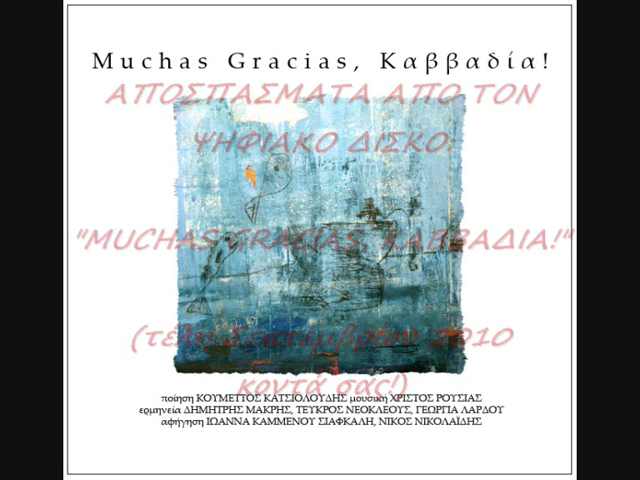 Muchas Gracias, Καββαδία!
ΑΠΟΣΠΑΣΜΑΤΑ ΑΠΟ ΤΟΝ
ΨΗΦΙΑΚΟ ΔΙΣΚΟ:
"MUCHAS GRACIAS, ΚΑΒΒΑΔΙΑ!"
(τέλη Σεπτεμβρίου 2010
κοντά σας!)
ποίηση ΚΟΥΜΕΤΤΟΣ ΚΑΤΣΙΟΛΟΥΔΗΣ μουσική ΧΡΙΣΤΟΣ ΡΟΥΣΙΑΣ
ερμηνεία ΔΗΜΗΤΡΗΣ ΜΑΚΡΗΣ, ΤΕΥΚΡΟΣ ΝΕΟΚΛΕΟΥΣ, ΓΕΩΡΓΙΑ ΛΑΡΔΟΥ
αφήγηση ΙΩΑΝΝΑ ΚΑΜΜΕΝΟΥ ΣΙΑΦΚΑΛΗ, ΝΙΚΟΣ ΝΙΚΟΛΑΪΔΗΣ